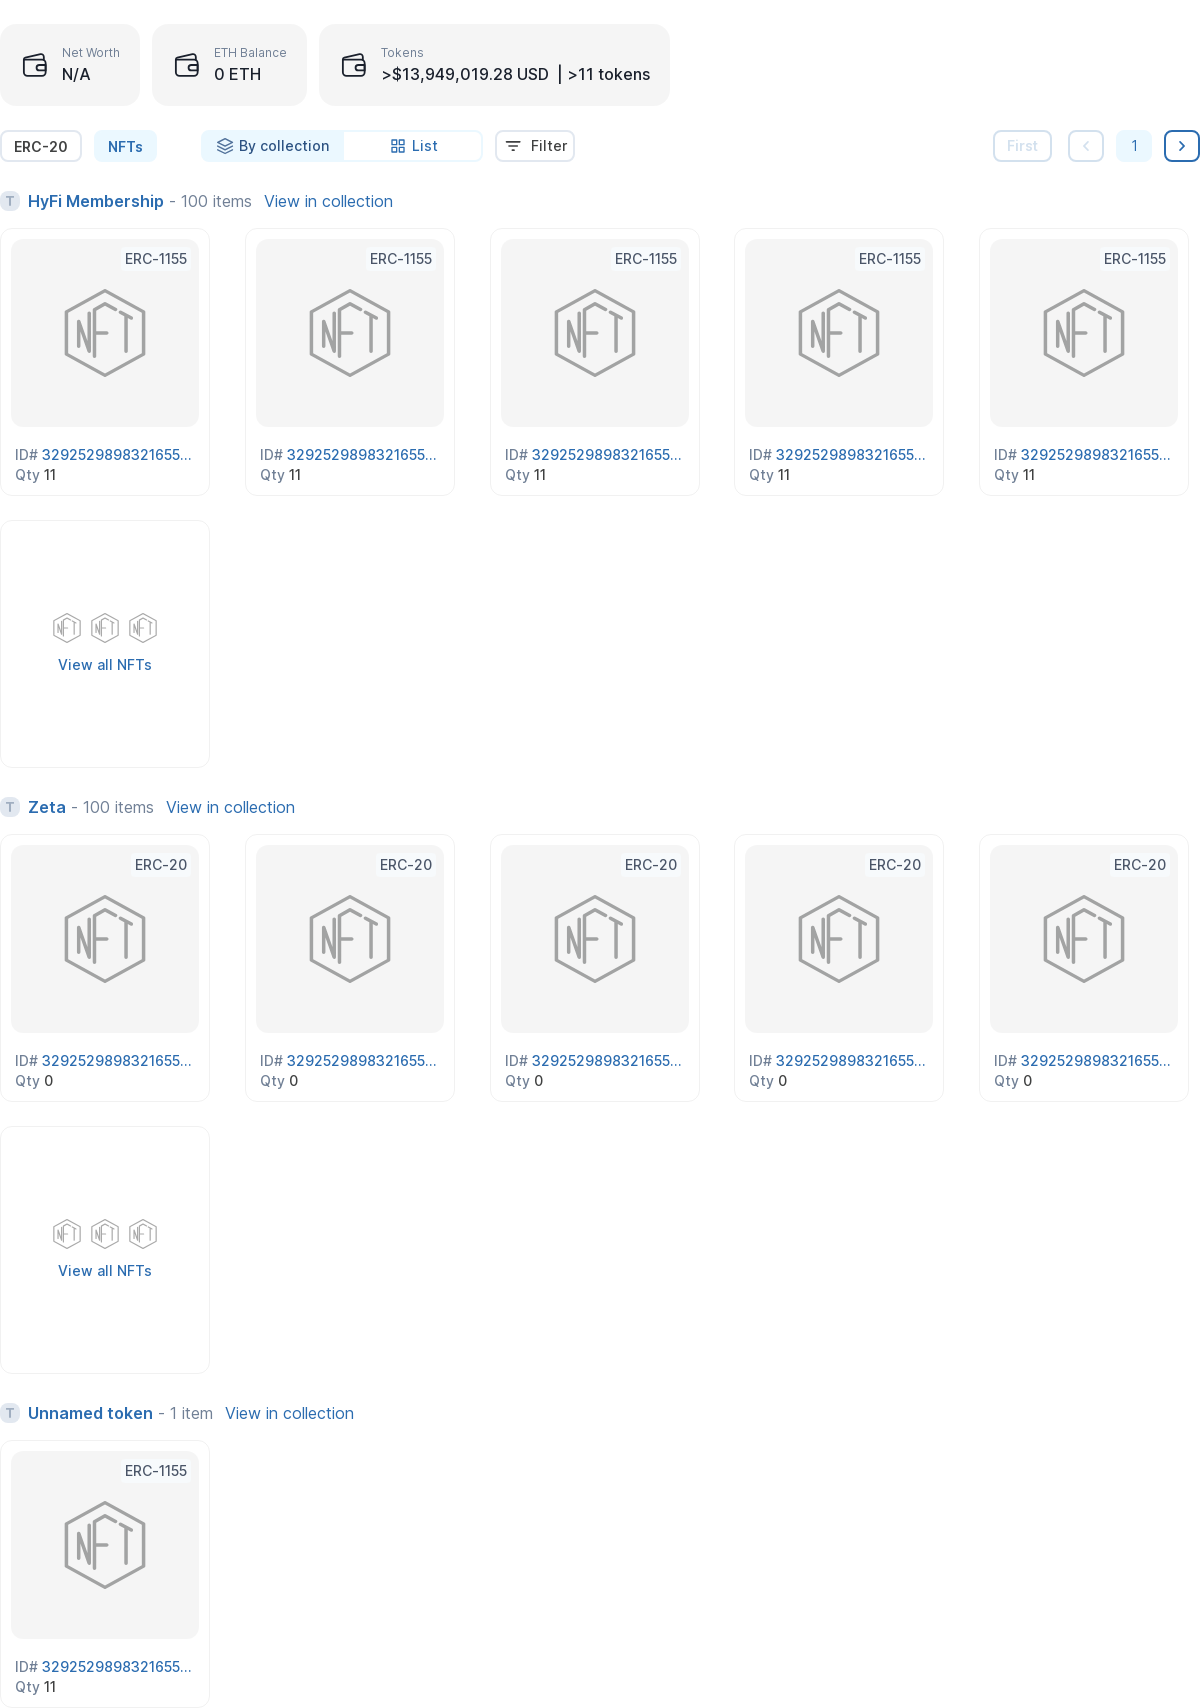 Net Worth
N/A
ETH Balance
0 ETH
Tokens
>$13,949,019.28 USD | >11 tokens
ERC-20 NFTs By collection List Filter First 1
T HyFi Membership - 100 items View in collection
ERC-1155 ERC-1155 ERC-1155 ERC-1155 ERC-1155
NFT NFT NFT NFT NFT
ID# 3292529898321655... ID# 3292529898321655... ID# 3292529898321655... ID# 3292529898321655... ID# 3292529898321655...
Qty 11 Qty 11 Qty 11 Qty 11 Qty 11
NFT NFT NFT
View all NFTs
T Zeta - 100 items View in collection
ERC-20 ERC-20 ERC-20 ERC-20 ERC-20
NFT NFT NFT NFT NFT
ID# 3292529898321655... ID# 3292529898321655... ID# 3292529898321655... ID# 3292529898321655... ID# 3292529898321655...
Qty 0 Qty 0 Qty 0 Qty 0 Qty 0
NFT NFT NFT
View all NFTs
T Unnamed token - 1 item View in collection
ERC-1155
NFT
ID# 3292529898321655...
Qty 11